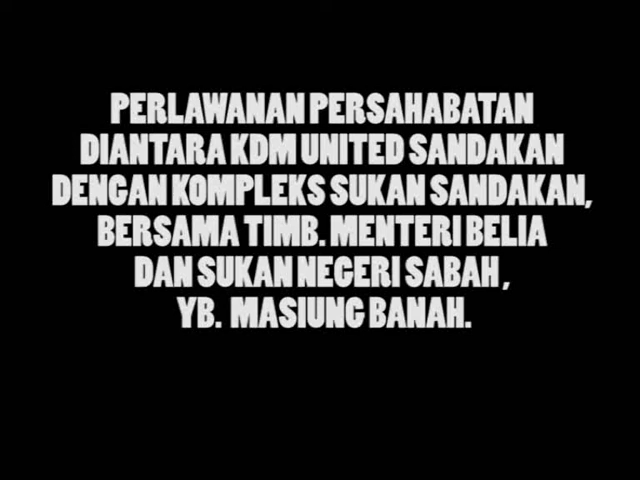 PERLAWANAN PERSAHABATAN
DIANTARA KDM UNITED SANDAKAN
DENGAN KOMPLEKS SUKAN SANDAKAN,
BERSAMA TIMB. MENTERI BELIA
DAN SUKAN NEGERI SABAH ,
YB. MASIUNG BANAH.